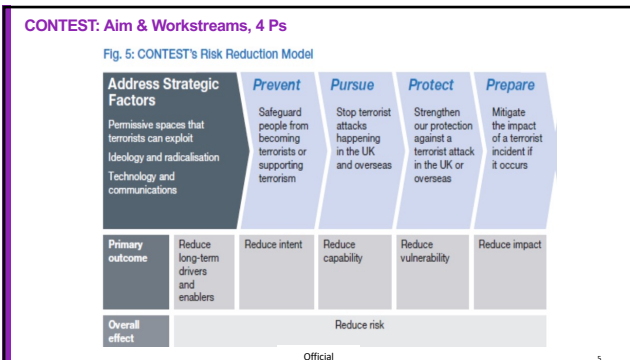 CONTEST: Aim & Workstreams, 4 Ps
Fig. 5: CONTEST's Risk Reduction Model
Address Strategic
Factors
Permissive spaces that
terrorists can exploit
Ideology and radicalisation
Technology and
communications
Prevent
Safeguard
people from
becoming
terrorists or
supporting
terrorism
Pursue
Stop terrorist
attacks
happening
in the UK
and overseas
Protect
Strengthen
our protection
against a
terrorist attack
in the UK or
overseas
Prepare
Mitigate
the impact
of a terrorist
incident if
it occurs
Primary
outcome
Reduce
long-term
drivers
and
enablers
Reduce intent
Reduce
capability
Reduce
vulnerability
Reduce impact
Overall
effect
Reduce risk
Official
5